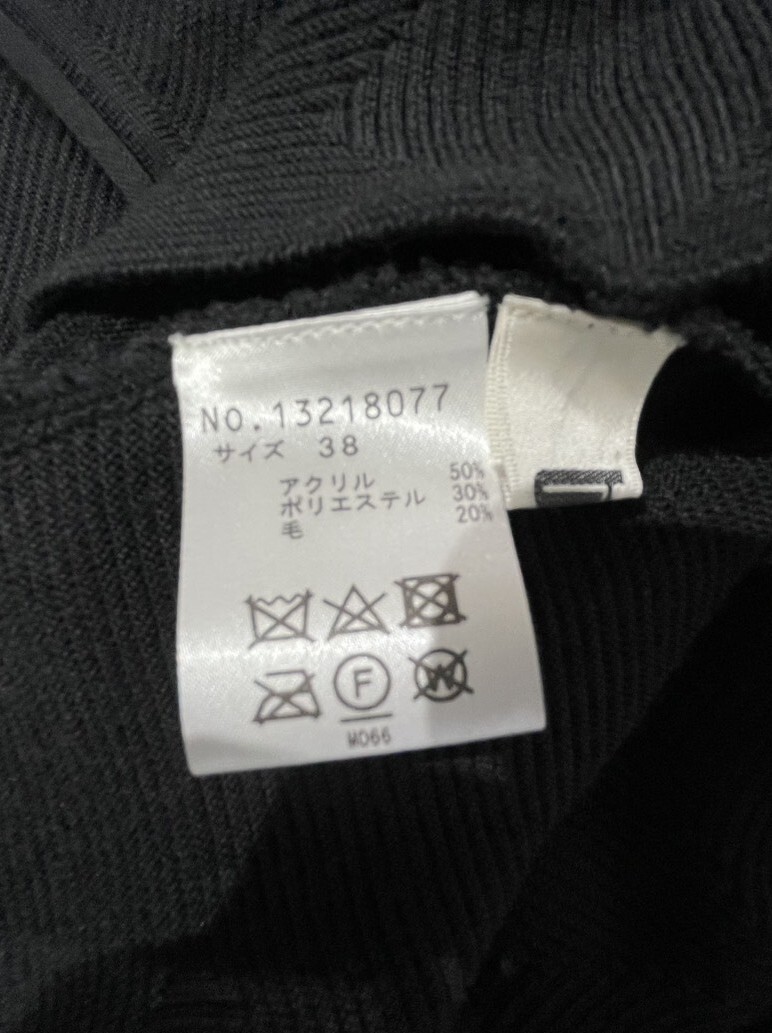 NO.13218077
サイズ 38
アクリル 50%
ポリエステル 30%
毛 20%
F
W
MO66